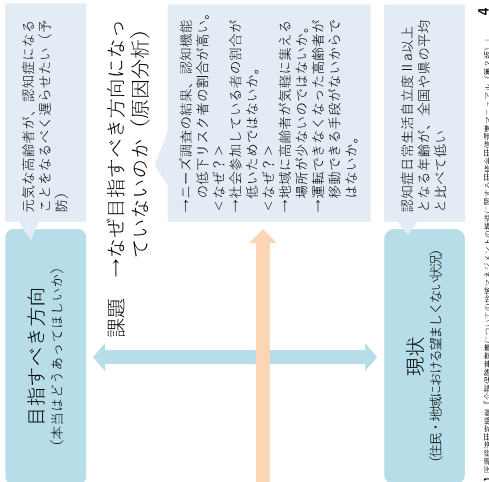 目指すべき方向
(本当はどうあってほしいか)
元気な高齢者が、認知症になる
ことをなるべく遅らせたい（予
防）
課題
→なぜ目指すべき方向になっ
ていないのか（原因分析）
→ニーズ調査の結果、認知機能
の低下リスク者の割合が高い。
＜なぜ？＞
→社会参加している者の割合が
低いためではないか。
＜なぜ？＞
→地域に高齢者が気軽に集える
場所が少ないのではないか。
→運転できなくなった高齢者が
移動できる手段がないからで
はないか。
現状
(住民・地域における望ましくない状況)
認知症日常生活自立度Ⅱa以上
となる年齢が、全国や県の平均
と比べて低い
4